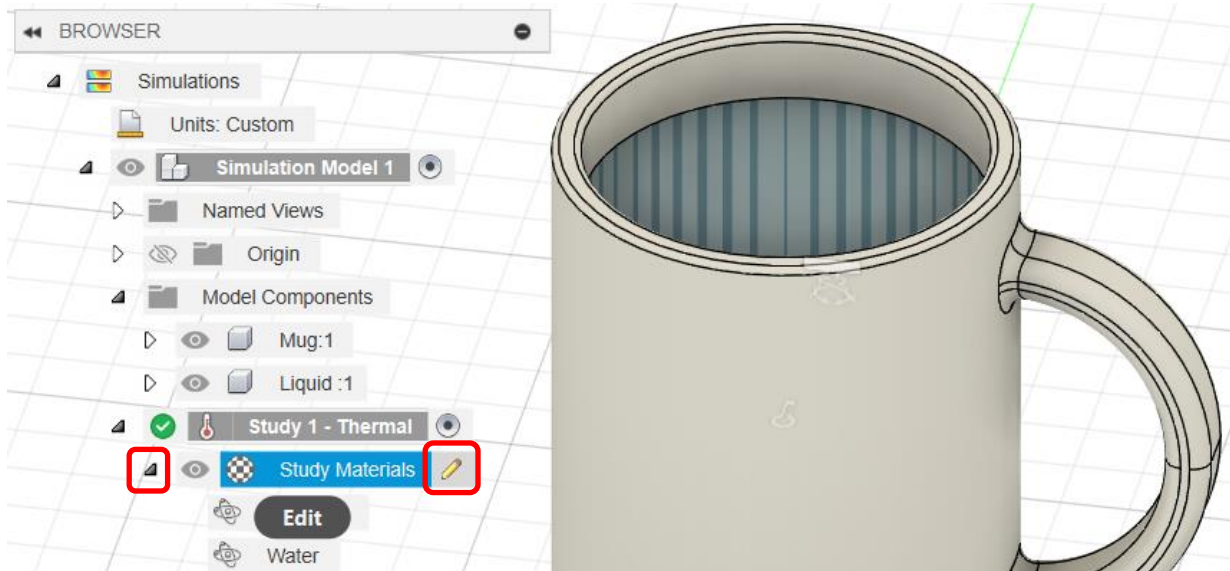 BROWSER
Simulations
Units: Custom
Simulation Model 1
Named Views
Origin
Model Components
Mug:1
Liquid :1
Study 1 - Thermal
Study Materials
Edit
Water